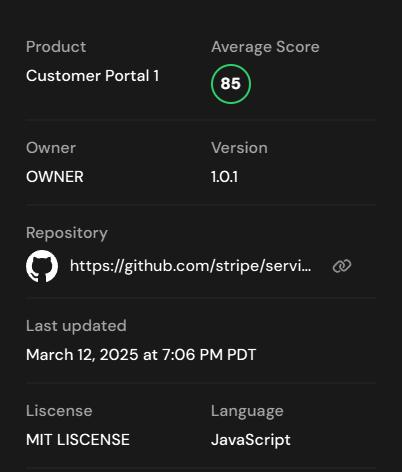 Product
Average Score
Customer Portal 1
85
Owner
Version
OWNER
1.0.1
Repository
https://github.com/stripe/servi...
Last updated
March 12, 2025 at 7:06 PM PDT
Liscense
Language
MIT LISCENSE
JavaScript